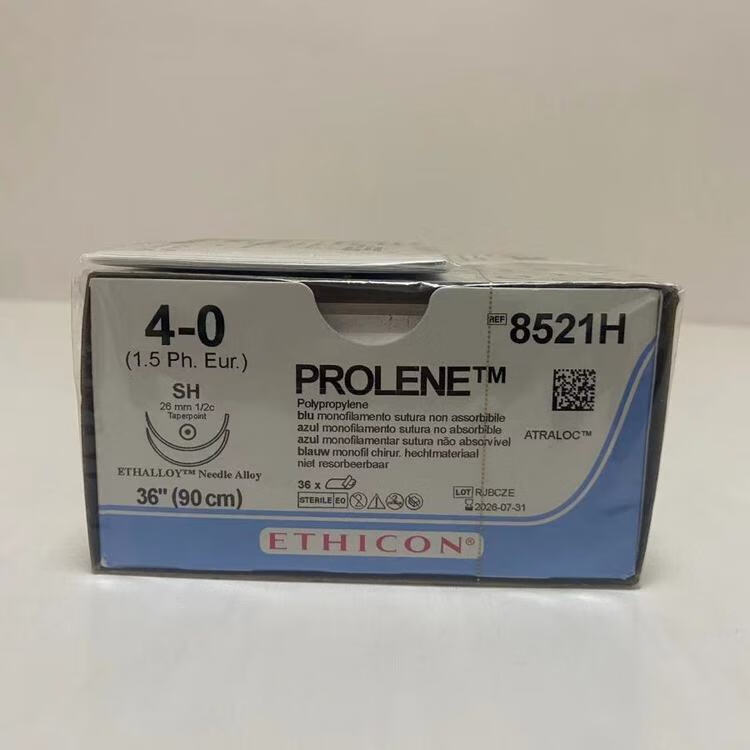 4-0
(1.5 Ph. Eur.)
SH
26 mm 1/2c
Taperpoint
ETHALLOY™ Needle Alloy
36" (90 cm)
PROLENE™
Polypropylene
blu monofilamento sutura non assorbibile
azul monofilamento sutura no absorbible
azul monofilamentar sutura não absorvível
blauw monofil chirur. hechtmateriaal
niet resorbeerbaar
36 x
STERILE EO
REF 8521H
ATRALOC™
LOT RJBCZE
2026-07-31
ETHICON®